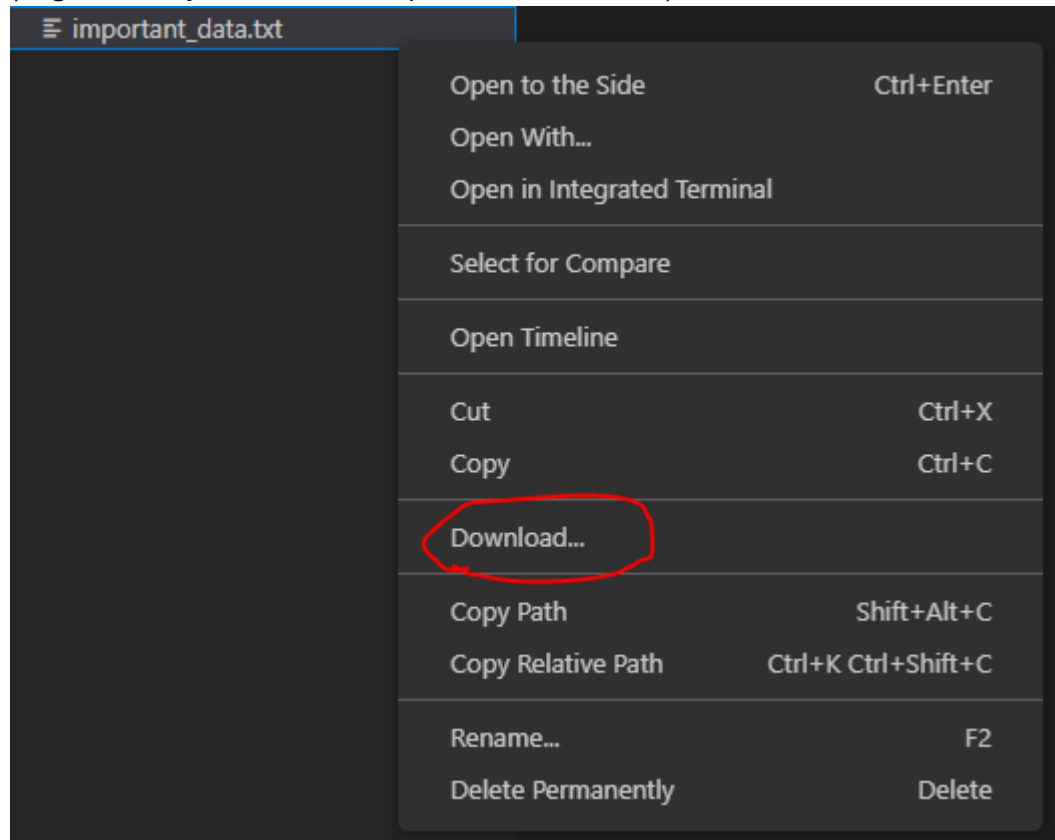 important_data.txt
Open to the Side Ctrl+Enter
Open With...
Open in Integrated Terminal
Select for Compare
Open Timeline
Cut Ctrl+X
Copy Ctrl+C
Download...
Copy Path Shift+Alt+C
Copy Relative Path Ctrl+K Ctrl+Shift+C
Rename... F2
Delete Permanently Delete